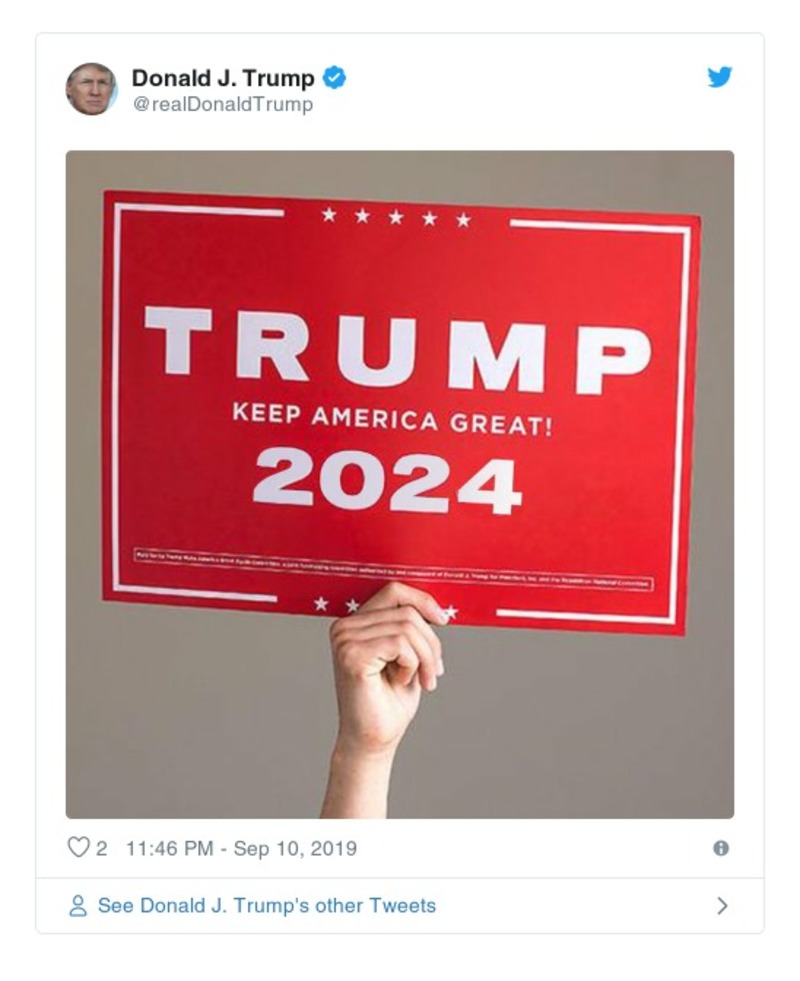 Donald J. Trump
@realDonaldTrump
TRUMP
KEEP AMERICA GREAT!
2024
2 11:46 PM - Sep 10, 2019
See Donald J. Trump's other Tweets